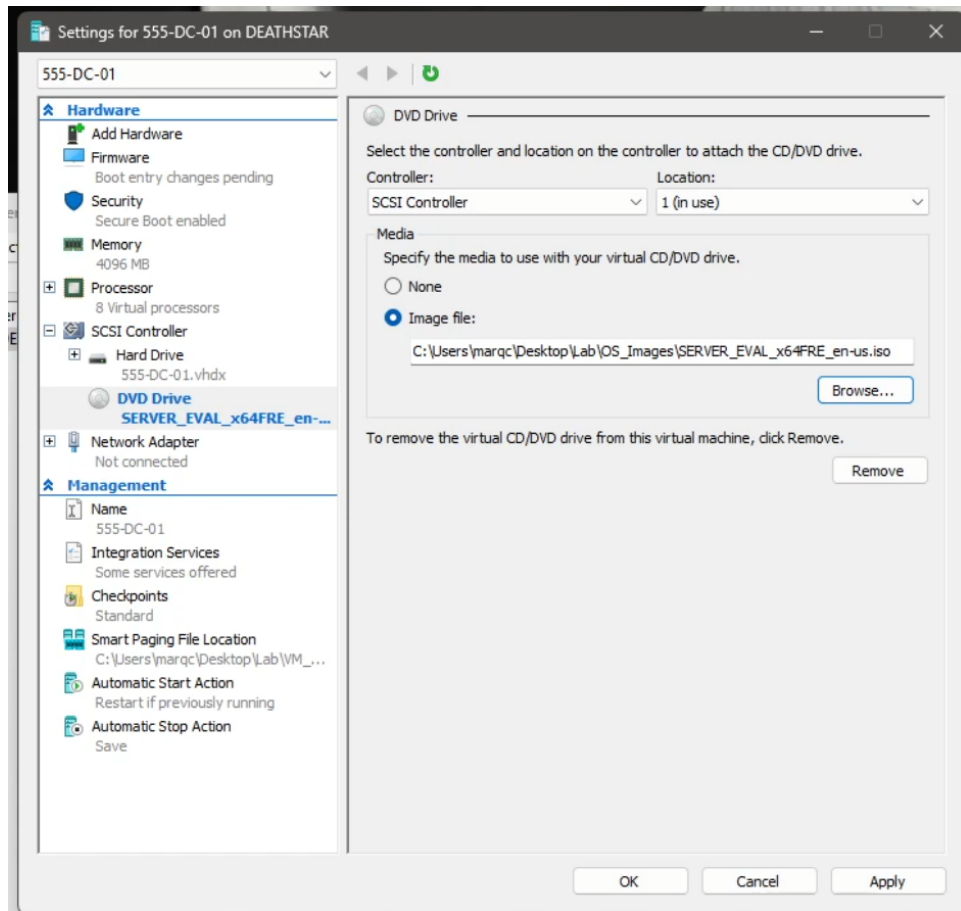 Settings for 555-DC-01 on DEATHSTAR
555-DC-01
Hardware
Add Hardware
Firmware
Boot entry changes pending
Security
Secure Boot enabled
Memory
4096 MB
Processor
8 Virtual processors
SCSI Controller
Hard Drive
555-DC-01.vhdx
DVD Drive
SERVER_EVAL_x64FRE_en-...
Network Adapter
Not connected
Management
Name
555-DC-01
Integration Services
Some services offered
Checkpoints
Standard
Smart Paging File Location
C:\Users\marqc\Desktop\Lab\VM_...
Automatic Start Action
Restart if previously running
Automatic Stop Action
Save
DVD Drive
Select the controller and location on the controller to attach the CD/DVD drive.
Controller: Location:
SCSI Controller 1 (in use)
Media
Specify the media to use with your virtual CD/DVD drive.
None
Image file:
C:\Users\marqc\Desktop\Lab\OS_Images\SERVER_EVAL_x64FRE_en-us.iso
Browse...
To remove the virtual CD/DVD drive from this virtual machine, click Remove.
Remove
OK Cancel Apply